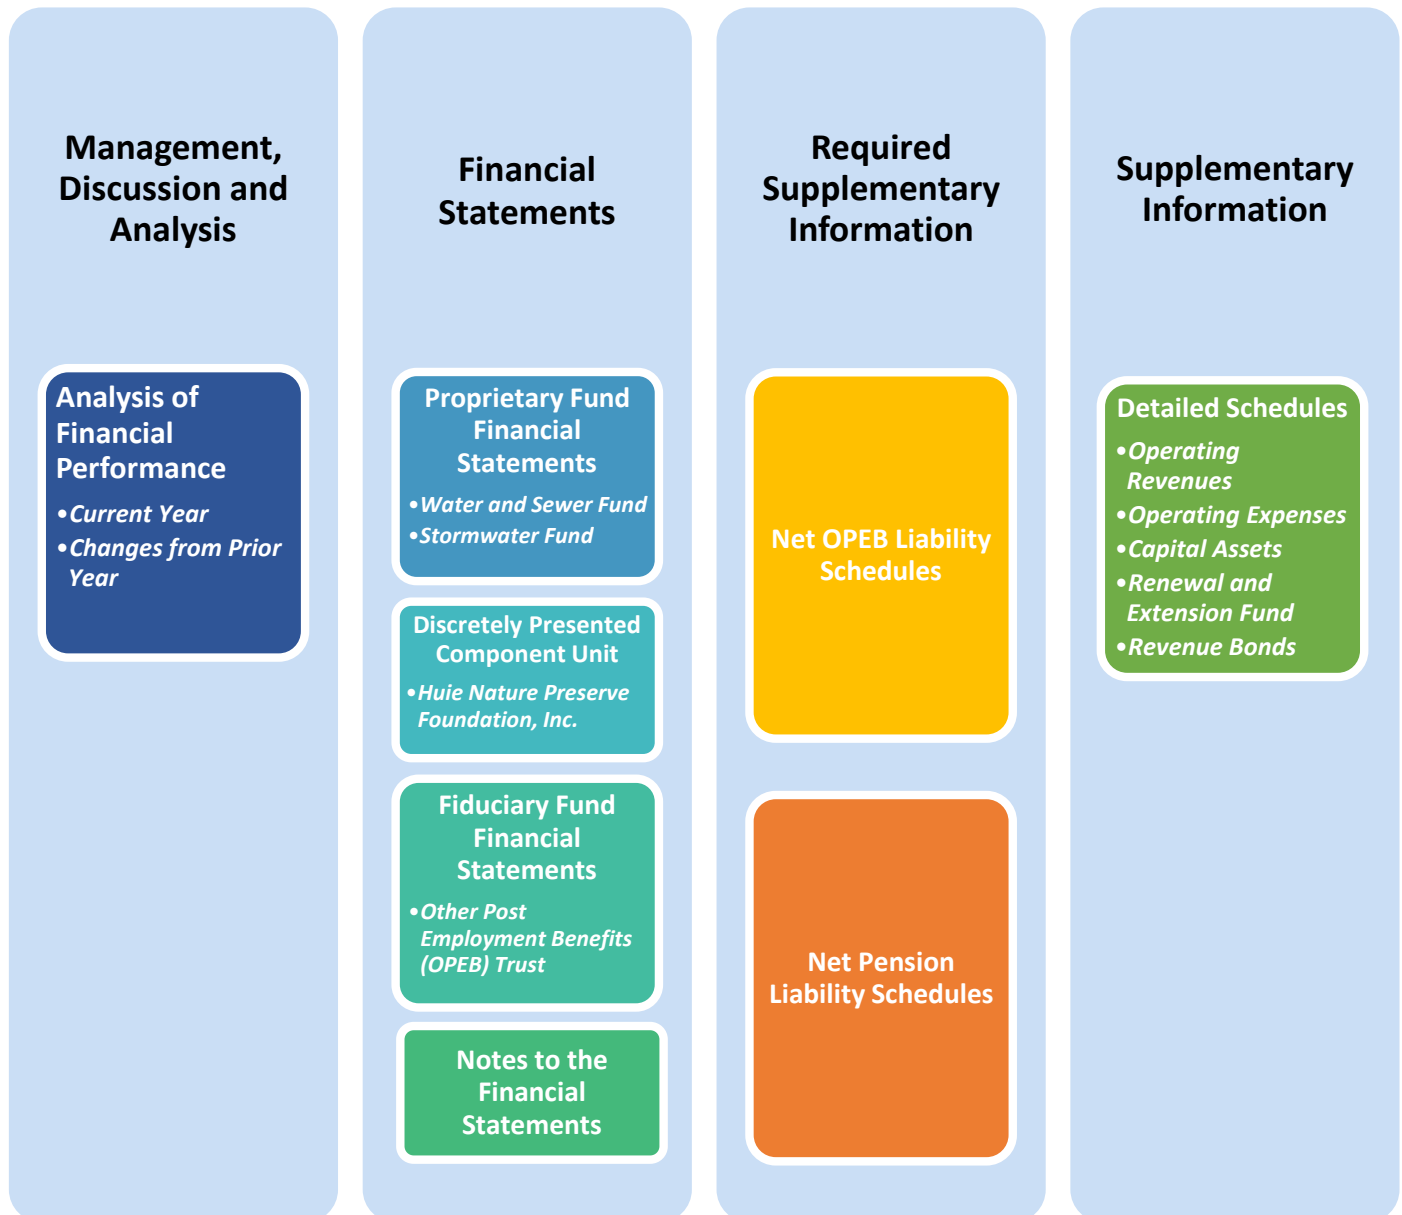 Management,
Discussion and
Analysis
Analysis of
Financial
Performance
•Current Year
•Changes from Prior
Year
Financial
Statements
Proprietary Fund
Financial
Statements
•Water and Sewer Fund
•Stormwater Fund
Discretely Presented
Component Unit
•Huie Nature Preserve
Foundation, Inc.
Fiduciary Fund
Financial
Statements
•Other Post
Employment Benefits
(OPEB) Trust
Notes to the
Financial
Statements
Required
Supplementary
Information
Net OPEB Liability
Schedules
Net Pension
Liability Schedules
Supplementary
Information
Detailed Schedules
•Operating
Revenues
•Operating Expenses
•Capital Assets
•Renewal and
Extension Fund
•Revenue Bonds